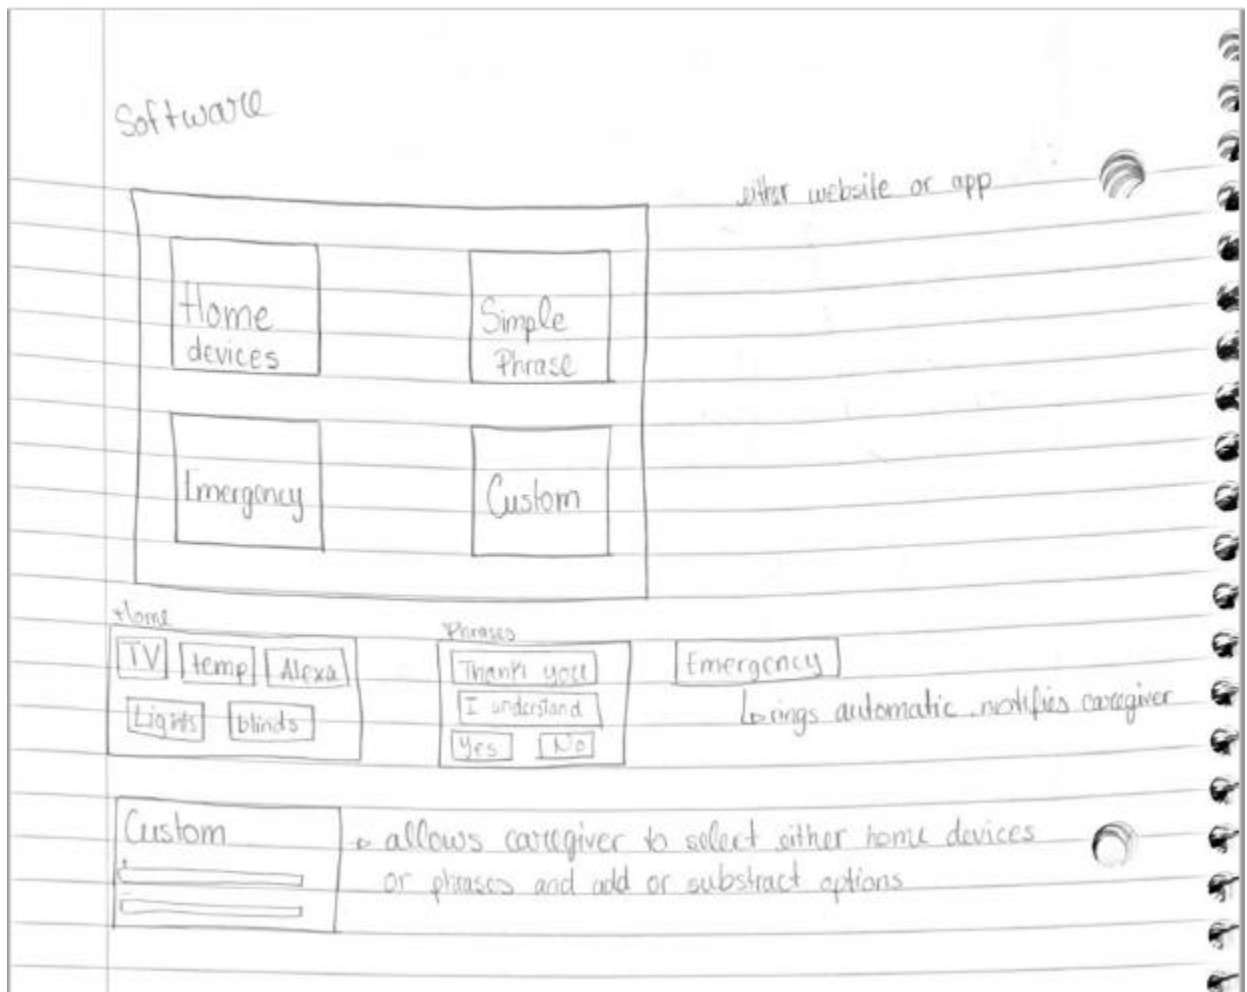 Software
either website or app
Home
devices
Simple
Phrase
Emergency
Custom
Home
TV temp Alexa
Lights blinds
Phrases
Thank you
I understand
Yes No
Emergency
rings automatic. notifies caregiver
Custom
allows caregiver to select either home devices
or phrases and add or substract options